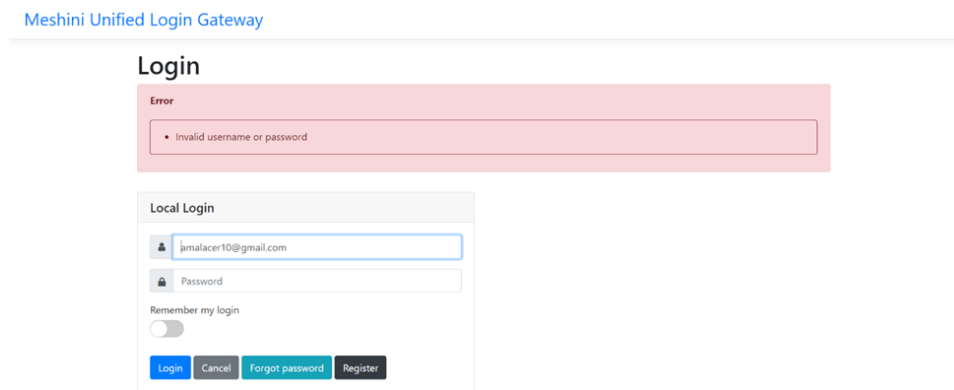 Meshini Unified Login Gateway
Login
Error
Invalid username or password
Local Login
amalacer10@gmail.com
Password
Remember my login
Login Cancel Forgot password Register